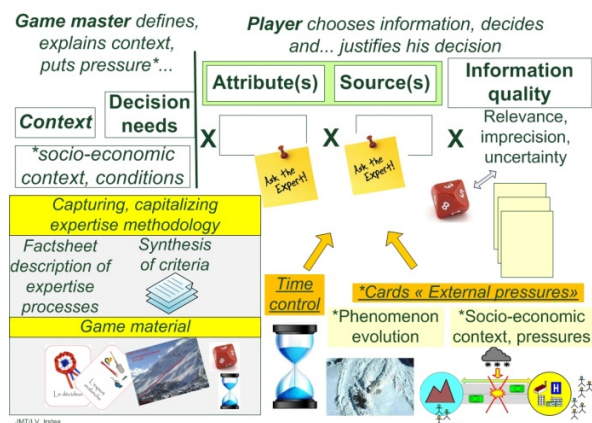 Game master defines,
explains context,
puts pressure*...
Player chooses information, decides
and... justifies his decision
Context
Decision
needs
*socio-economic
context, conditions
X
Attribute(s)
Ask the
Expert!
X
Source(s)
Ask the
Expert!
X
Information
quality
Relevance,
imprecision,
uncertainty
Capturing, capitalizing
expertise methodology
Factsheet
description of
expertise
processes
Synthesis
of criteria
Game material
Le décideur
Time
control
*Cards « External pressures»
*Phenomenon
evolution
*Socio-economic
context, pressures
H